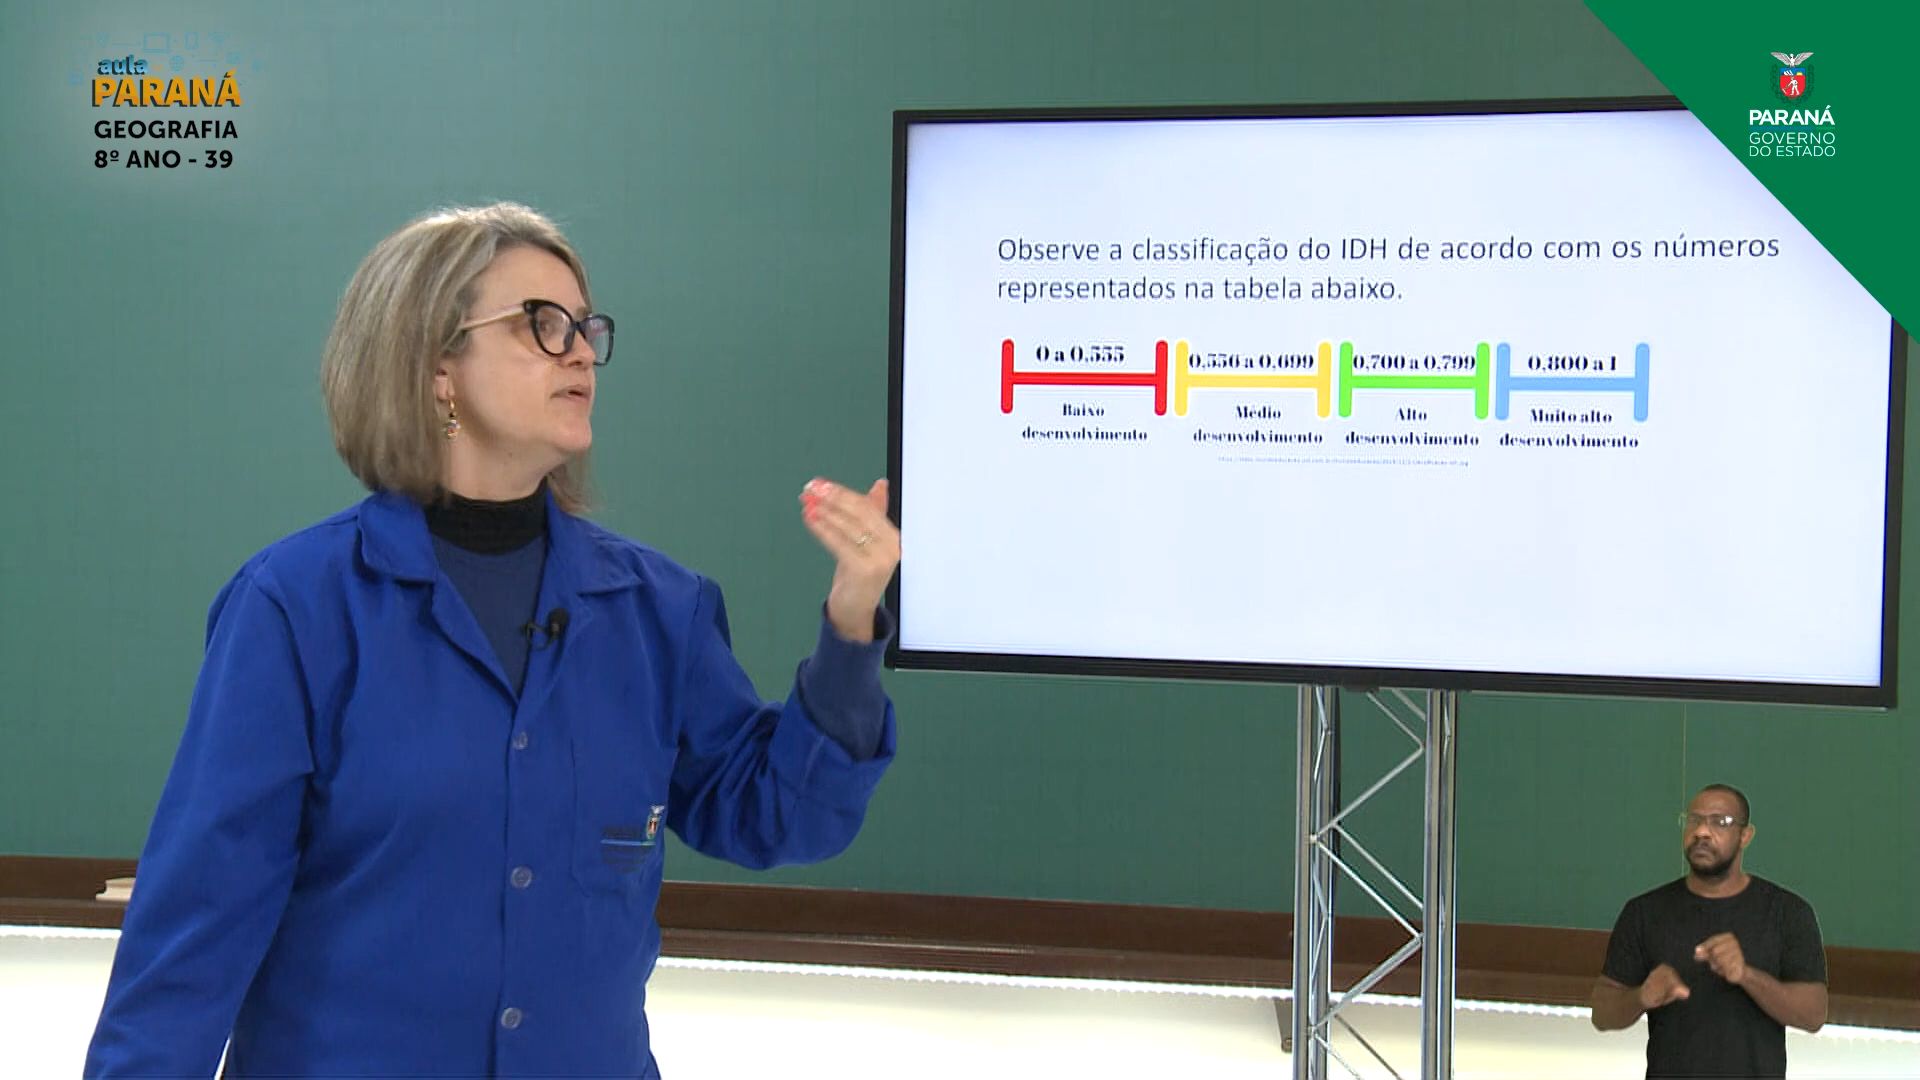 aula
PARANÁ
GEOGRAFIA
8º ANO - 39
PARANÁ
GOVERNO
DO ESTADO
Observe a classificação do IDH de acordo com os números
representados na tabela abaixo.
0 a 0,555
0,556 a 0,699
0,700 a 0,799
0,800 a 1
Baixo
desenvolvimento
Médio
desenvolvimento
Alto
desenvolvimento
Muito alto
desenvolvimento